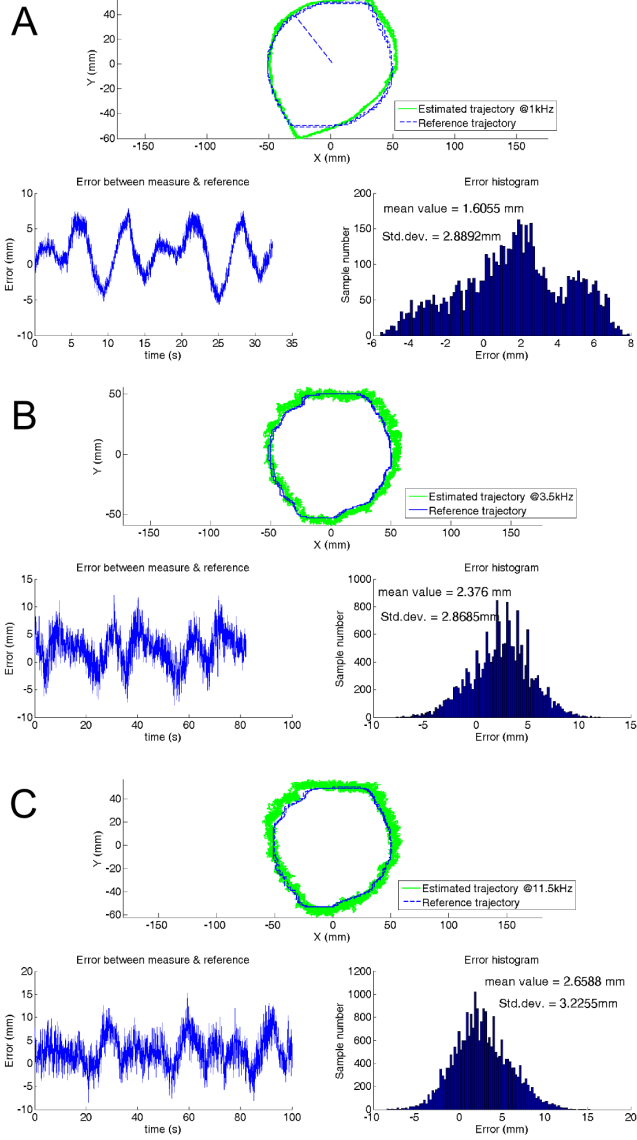 A
40
20
0
-20
-40
-60
Y (mm)
-150 -100 -50 0 50 100 150
X (mm)
Estimated trajectory @1kHz
Reference trajectory
Error between measure & reference
10
5
0
-5
-10
Error (mm)
0 5 10 15 20 25 30 35
time (s)
Error histogram
mean value = 1.6055 mm
Std.dev. = 2.8892mm
200
150
100
50
0
Sample number
-6 -4 -2 0 2 4 6 8
Error (mm)
B
50
0
-50
Y (mm)
-150 -100 -50 0 50 100 150
X (mm)
Estimated trajectory @3.5kHz
Reference trajectory
Error between measure & reference
15
10
5
0
-5
-10
Error (mm)
0 20 40 60 80 100
time (s)
Error histogram
mean value = 2.376 mm
Std.dev. = 2.8685mm
1000
800
600
400
200
0
Sample number
-10 -5 0 5 10 15
Error (mm)
C
40
20
0
-20
-40
-60
Y (mm)
-150 -100 -50 0 50 100 150
X (mm)
Estimated trajectory @11.5kHz
Reference trajectory
Error between measure & reference
20
15
10
5
0
-5
-10
Error (mm)
0 20 40 60 80 100
time (s)
Error histogram
mean value = 2.6588 mm
Std.dev. = 3.2255mm
1200
1000
800
600
400
200
0
Sample number
-10 -5 0 5 10 15 20
Error (mm)